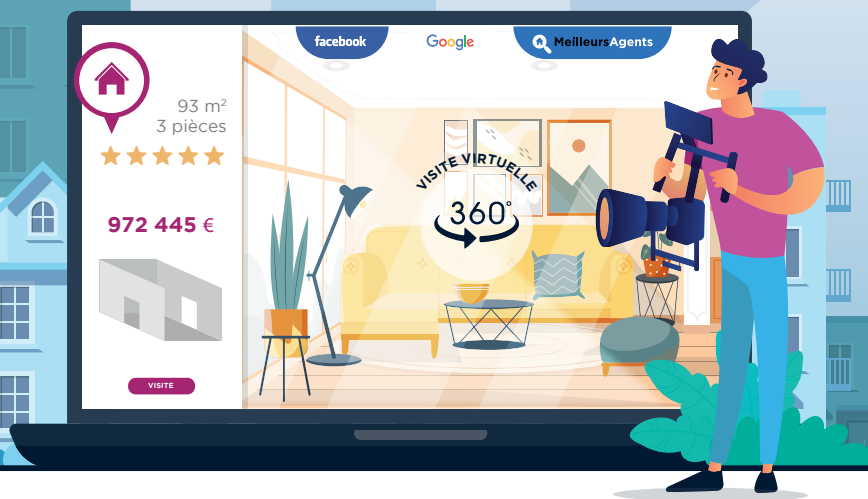 facebook
Google
MeilleursAgents
93 m²
3 pièces
972 445 €
VISITE
VISITE VIRTUELLE
360°